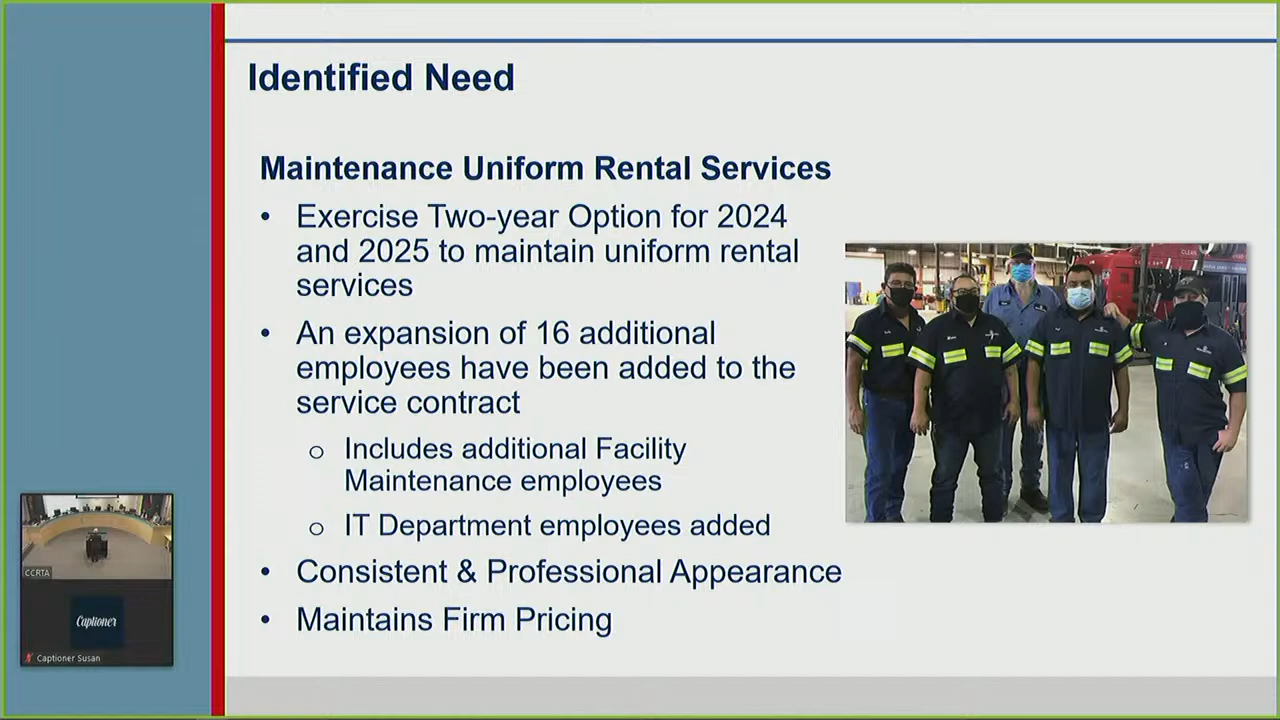 Identified Need
Maintenance Uniform Rental Services
• Exercise Two-year Option for 2024
and 2025 to maintain uniform rental
services
• An expansion of 16 additional
employees have been added to the
service contract
o Includes additional Facility
Maintenance employees
o IT Department employees added
• Consistent & Professional Appearance
• Maintains Firm Pricing
CLEAN
CCRTA
Captioner
Captioner Susan